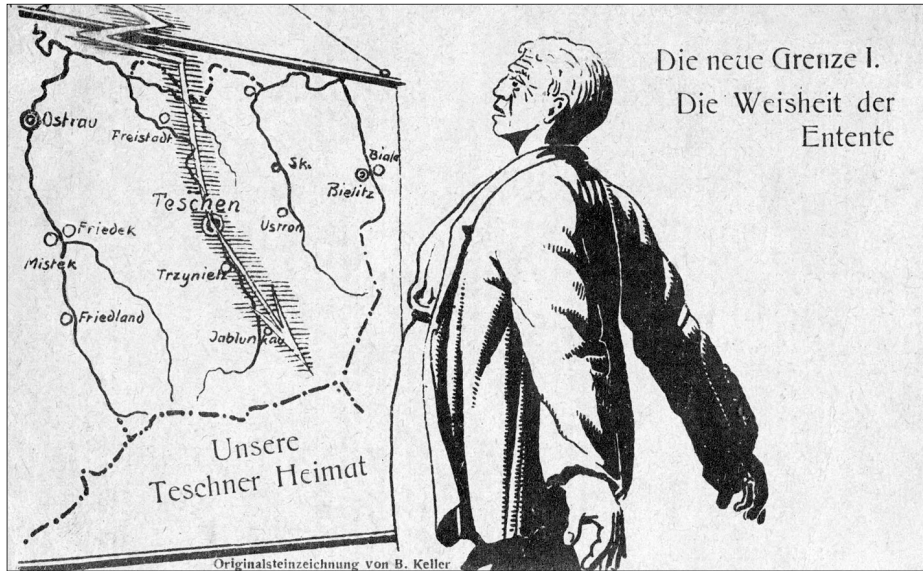 Die neue Grenze I.
Die Weisheit der
Entente
Ostrau
Freistadt
Teschen
Sk.
Biala
Bielitz
Ustron
Friedek
Mistek
Trzynietz
Friedland
Jablunkau
Unsere
Teschner Heimat
Originalsteinzeichnung von B. Keller